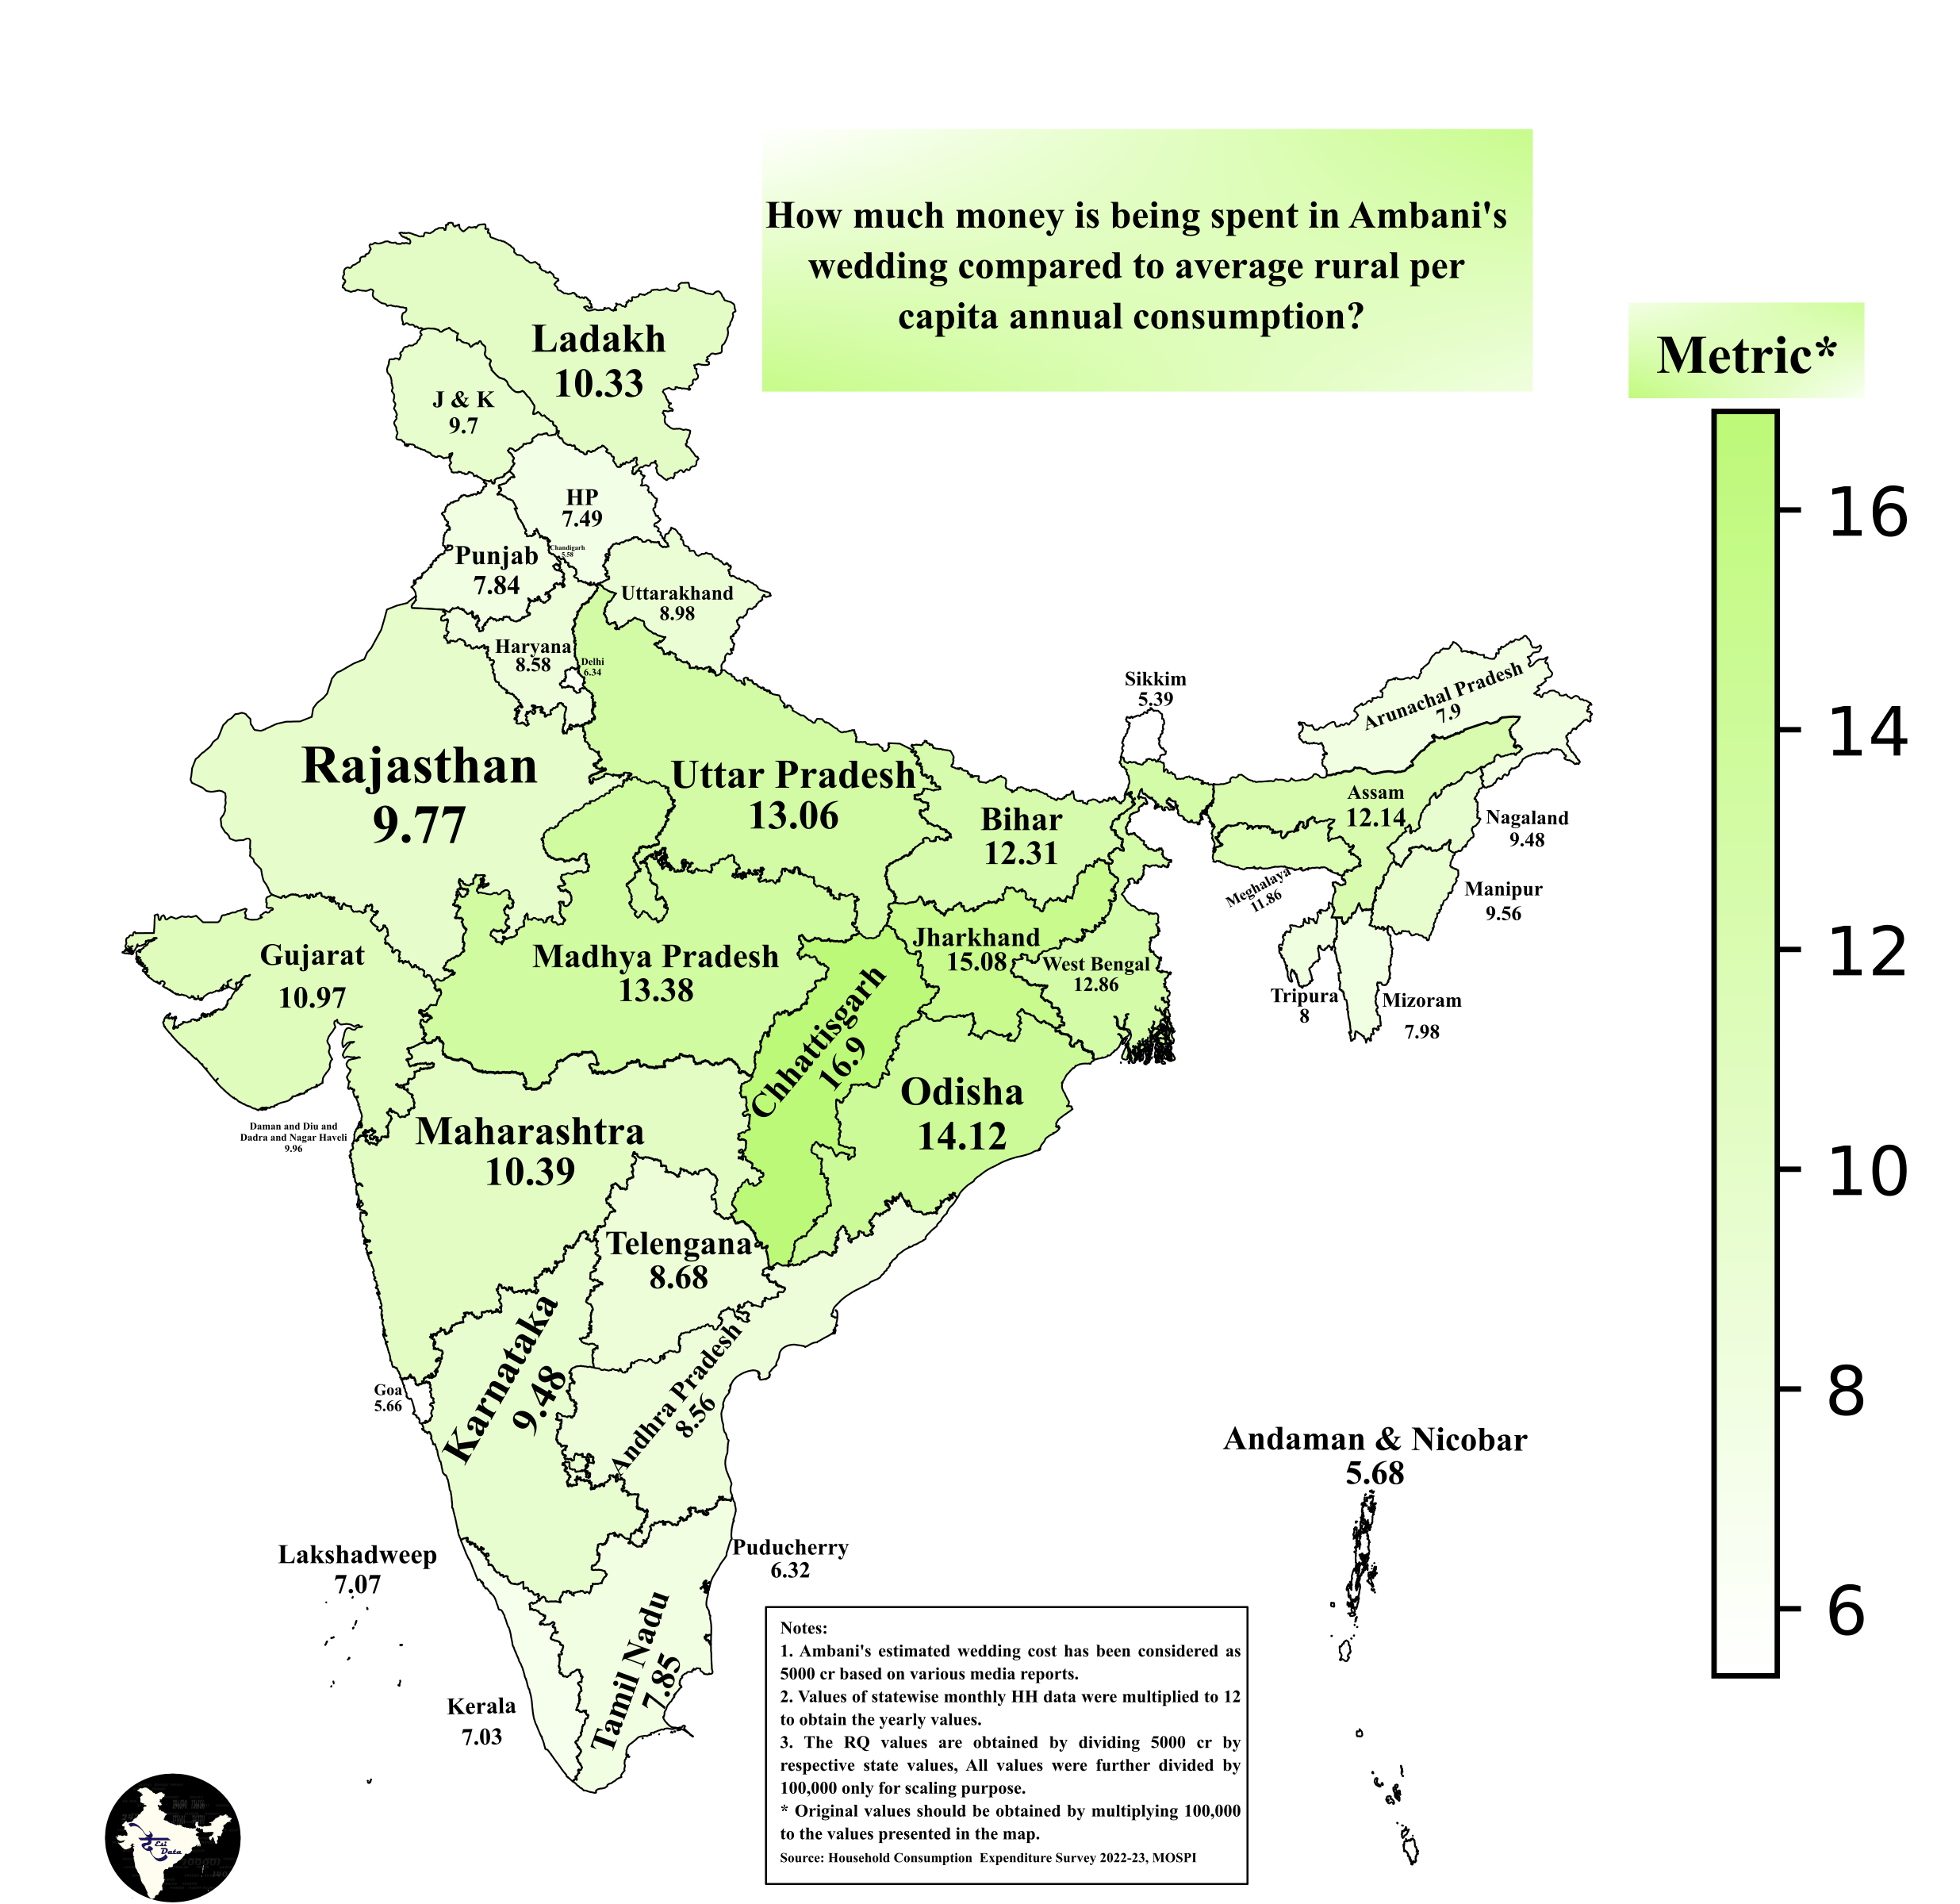 How much money is being spent in Ambani's
wedding compared to average rural per
capita annual consumption?
Metric*
16
14
12
10
8
6
Ladakh
10.33
J & K
9.7
HP
7.49
Chandigarh
5.58
Punjab
7.84
Uttarakhand
8.98
Haryana
8.58
Delhi
6.34
Sikkim
5.39
Arunachal Pradesh
7.9
Rajasthan
9.77
Uttar Pradesh
13.06
Bihar
12.31
Assam
12.14
Nagaland
9.48
Meghalaya
11.86
Manipur
9.56
Gujarat
10.97
Madhya Pradesh
13.38
Jharkhand
15.08
West Bengal
12.86
Tripura
8
Mizoram
7.98
Chhattisgarh
16.9
Odisha
14.12
Daman and Diu and
Dadra and Nagar Haveli
9.96
Maharashtra
10.39
Telengana
8.68
Karnataka
9.48
Andhra Pradesh
8.56
Goa
5.66
Andaman & Nicobar
5.68
Lakshadweep
7.07
Puducherry
6.32
Tamil Nadu
7.85
Kerala
7.03
Notes:
1. Ambani's estimated wedding cost has been considered as
5000 cr based on various media reports.
2. Values of statewise monthly HH data were multiplied to 12
to obtain the yearly values.
3. The RQ values are obtained by dividing 5000 cr by
respective state values, All values were further divided by
100,000 only for scaling purpose.
* Original values should be obtained by multiplying 100,000
to the values presented in the map.
Source: Household Consumption Expenditure Survey 2022-23, MOSPI
Data